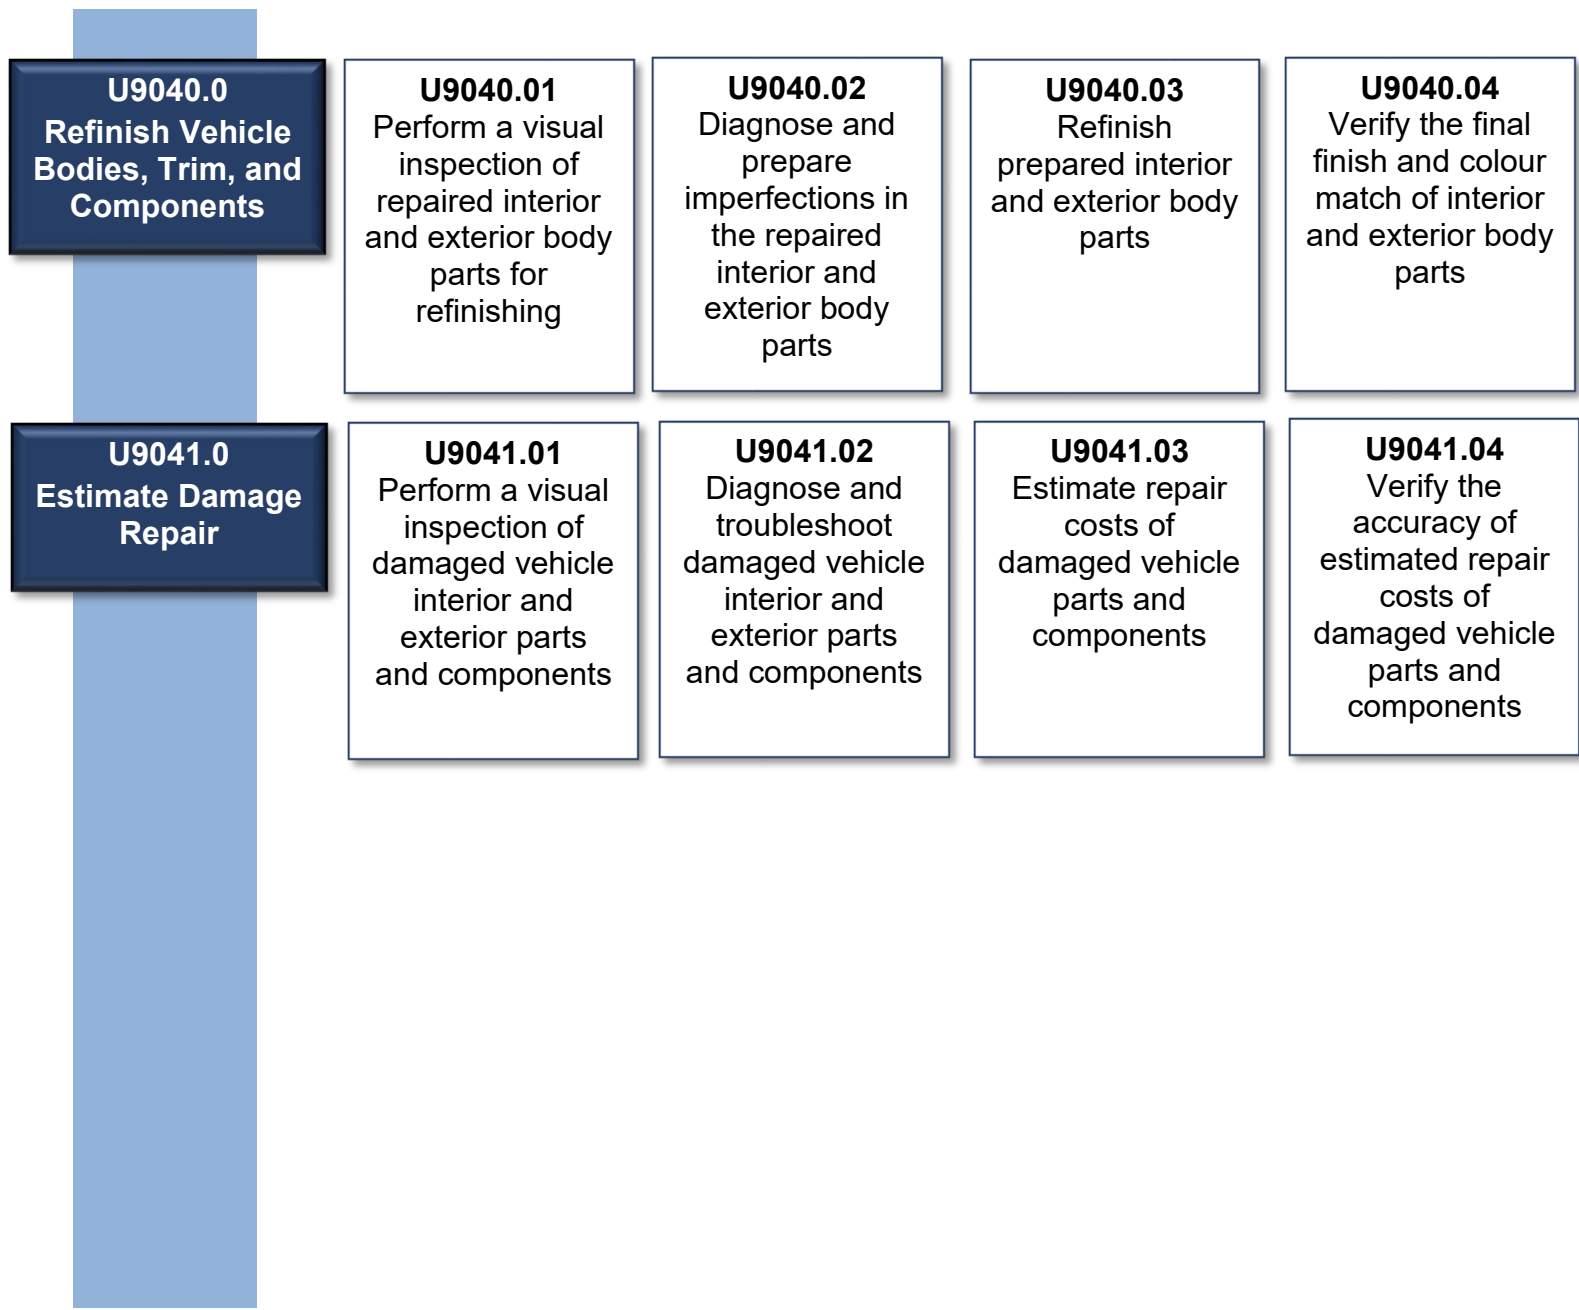 U9040.0
Refinish Vehicle
Bodies, Trim, and
Components
U9040.01
Perform a visual
inspection of
repaired interior
and exterior body
parts for
refinishing
U9040.02
Diagnose and
prepare
imperfections in
the repaired
interior and
exterior body
parts
U9040.03
Refinish
prepared interior
and exterior body
parts
U9040.04
Verify the final
finish and colour
match of interior
and exterior body
parts
U9041.0
Estimate Damage
Repair
U9041.01
Perform a visual
inspection of
damaged vehicle
interior and
exterior parts
and components
U9041.02
Diagnose and
troubleshoot
damaged vehicle
interior and
exterior parts
and components
U9041.03
Estimate repair
costs of
damaged vehicle
parts and
components
U9041.04
Verify the
accuracy of
estimated repair
costs of
damaged vehicle
parts and
components